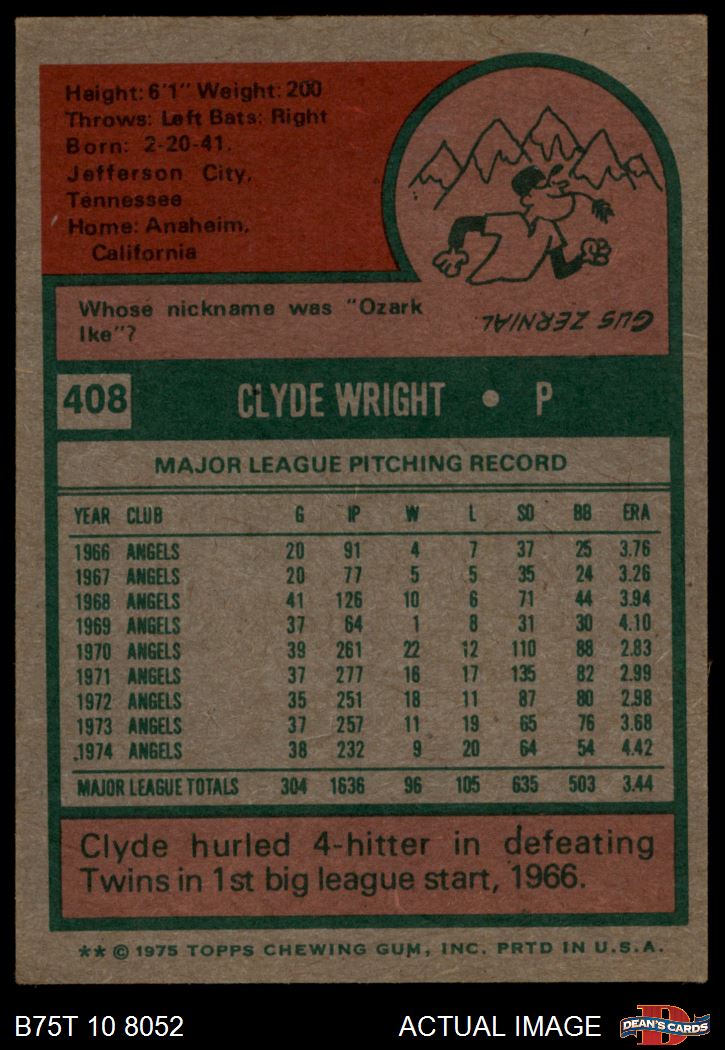 Height: 6'1" Weight: 200
Throws: Left Bats: Right
Born: 2-20-41.
Jefferson City,
Tennessee
Home: Anaheim,
California
Whose nickname was "Ozark
Ike"?
GUS ZERNIAL
408 CLYDE WRIGHT • P
MAJOR LEAGUE PITCHING RECORD
YEAR CLUB G IP W L SO BB ERA
1966 ANGELS 20 91 4 7 37 25 3.76
1967 ANGELS 20 77 5 5 35 24 3.26
1968 ANGELS 41 126 10 6 71 44 3.94
1969 ANGELS 37 64 1 8 31 30 4.10
1970 ANGELS 39 261 22 12 110 88 2.83
1971 ANGELS 37 277 16 17 135 82 2.99
1972 ANGELS 35 251 18 11 87 80 2.98
1973 ANGELS 37 257 11 19 65 76 3.68
1974 ANGELS 38 232 9 20 64 54 4.42
MAJOR LEAGUE TOTALS 304 1636 96 105 635 503 3.44
Clyde hurled 4-hitter in defeating
Twins in 1st big league start, 1966.
** © 1975 TOPPS CHEWING GUM, INC. PRTD IN U.S.A.
B75T 10 8052 ACTUAL IMAGE D DEAN'S CARDS